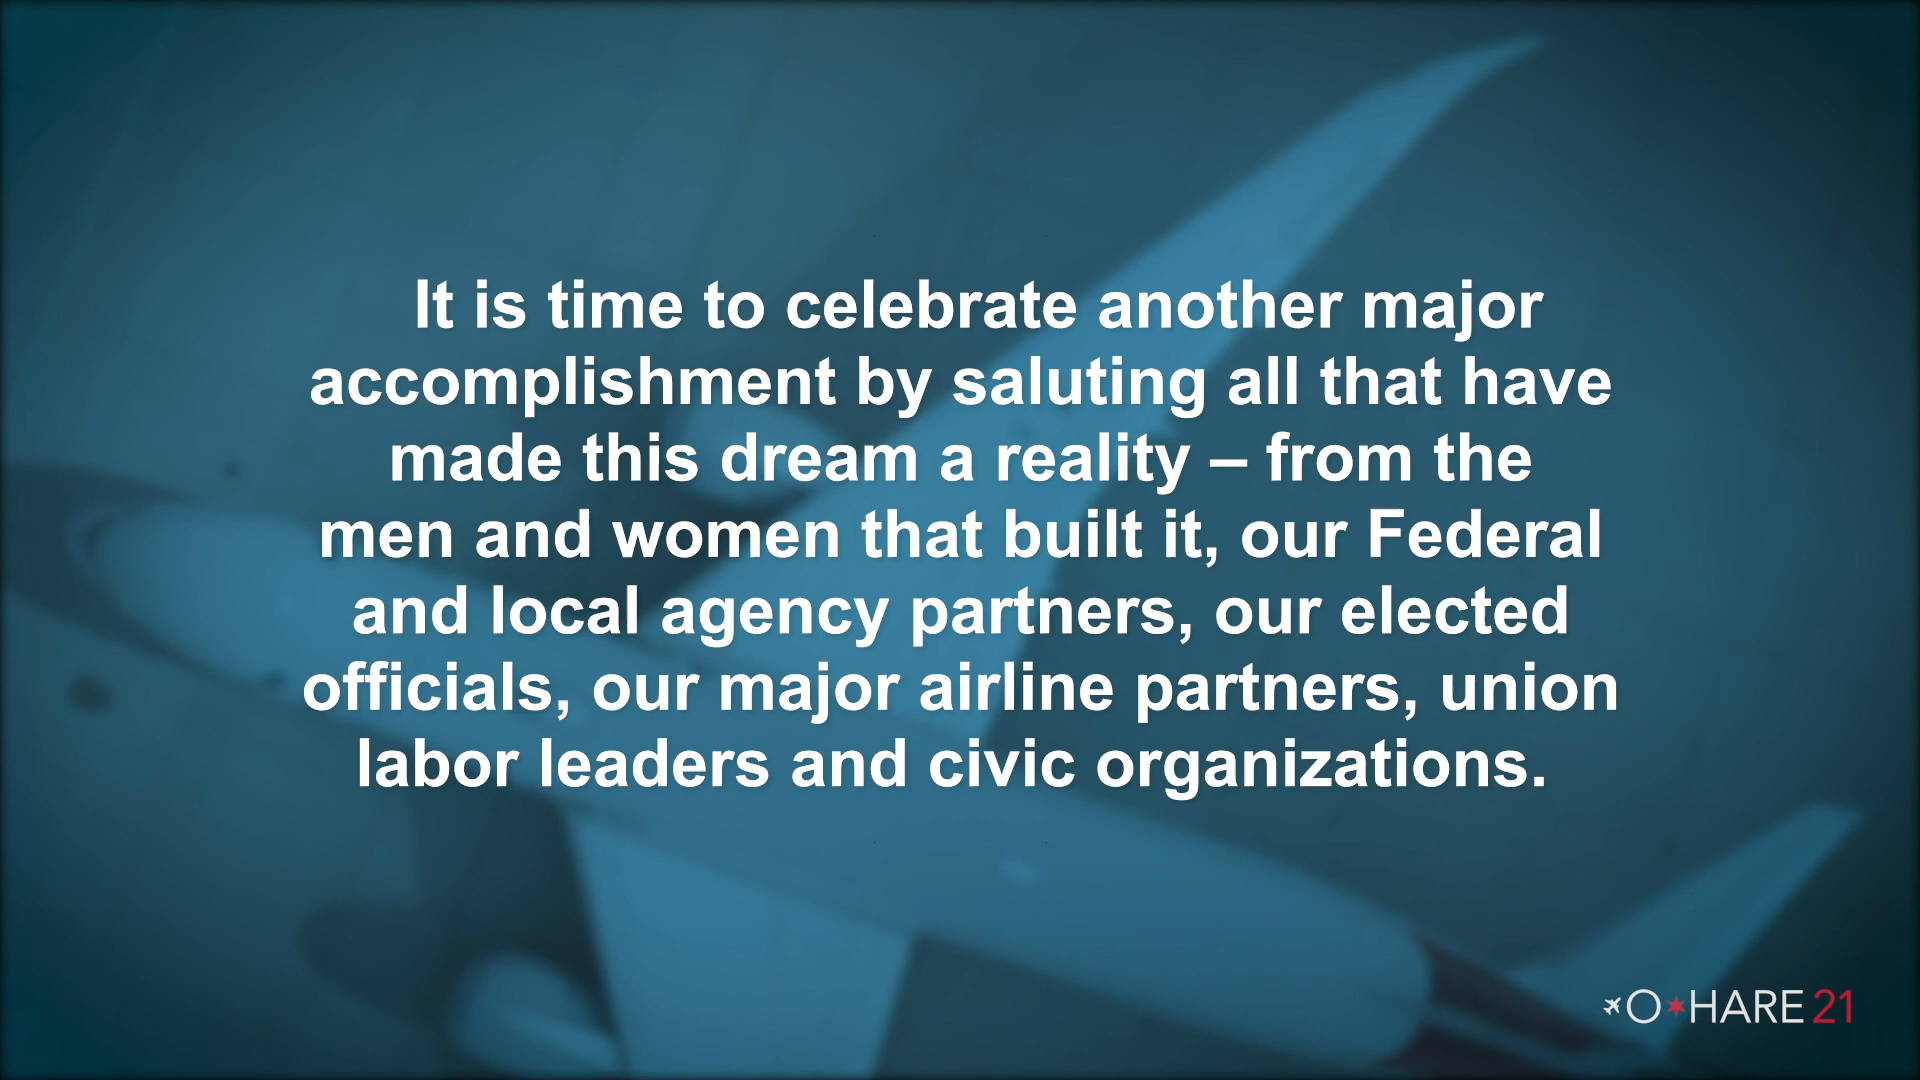 It is time to celebrate another major
accomplishment by saluting all that have
made this dream a reality – from the
men and women that built it, our Federal
and local agency partners, our elected
officials, our major airline partners, union
labor leaders and civic organizations.
O*HARE 21